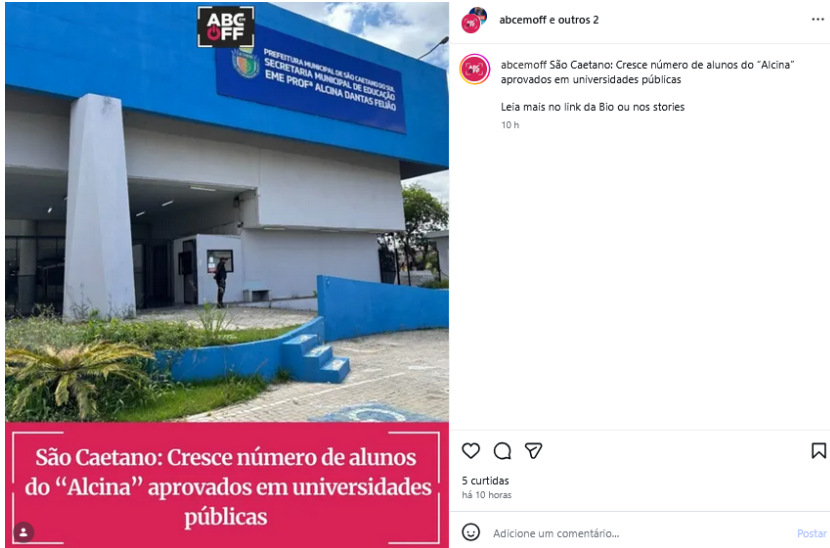 ABC
OFF
PREFEITURA MUNICIPAL DE SÃO CAETANO DO SUL
SECRETARIA MUNICIPAL DE EDUCAÇÃO
EME PROFª ALCINA DANTAS FEIJÃO
São Caetano: Cresce número de alunos
do “Alcina” aprovados em universidades
públicas
abcemoff e outros 2
abcemoff São Caetano: Cresce número de alunos do “Alcina”
aprovados em universidades públicas
Leia mais no link da Bio ou nos stories
10 h
5 curtidas
há 10 horas
Adicione um comentário...
Postar